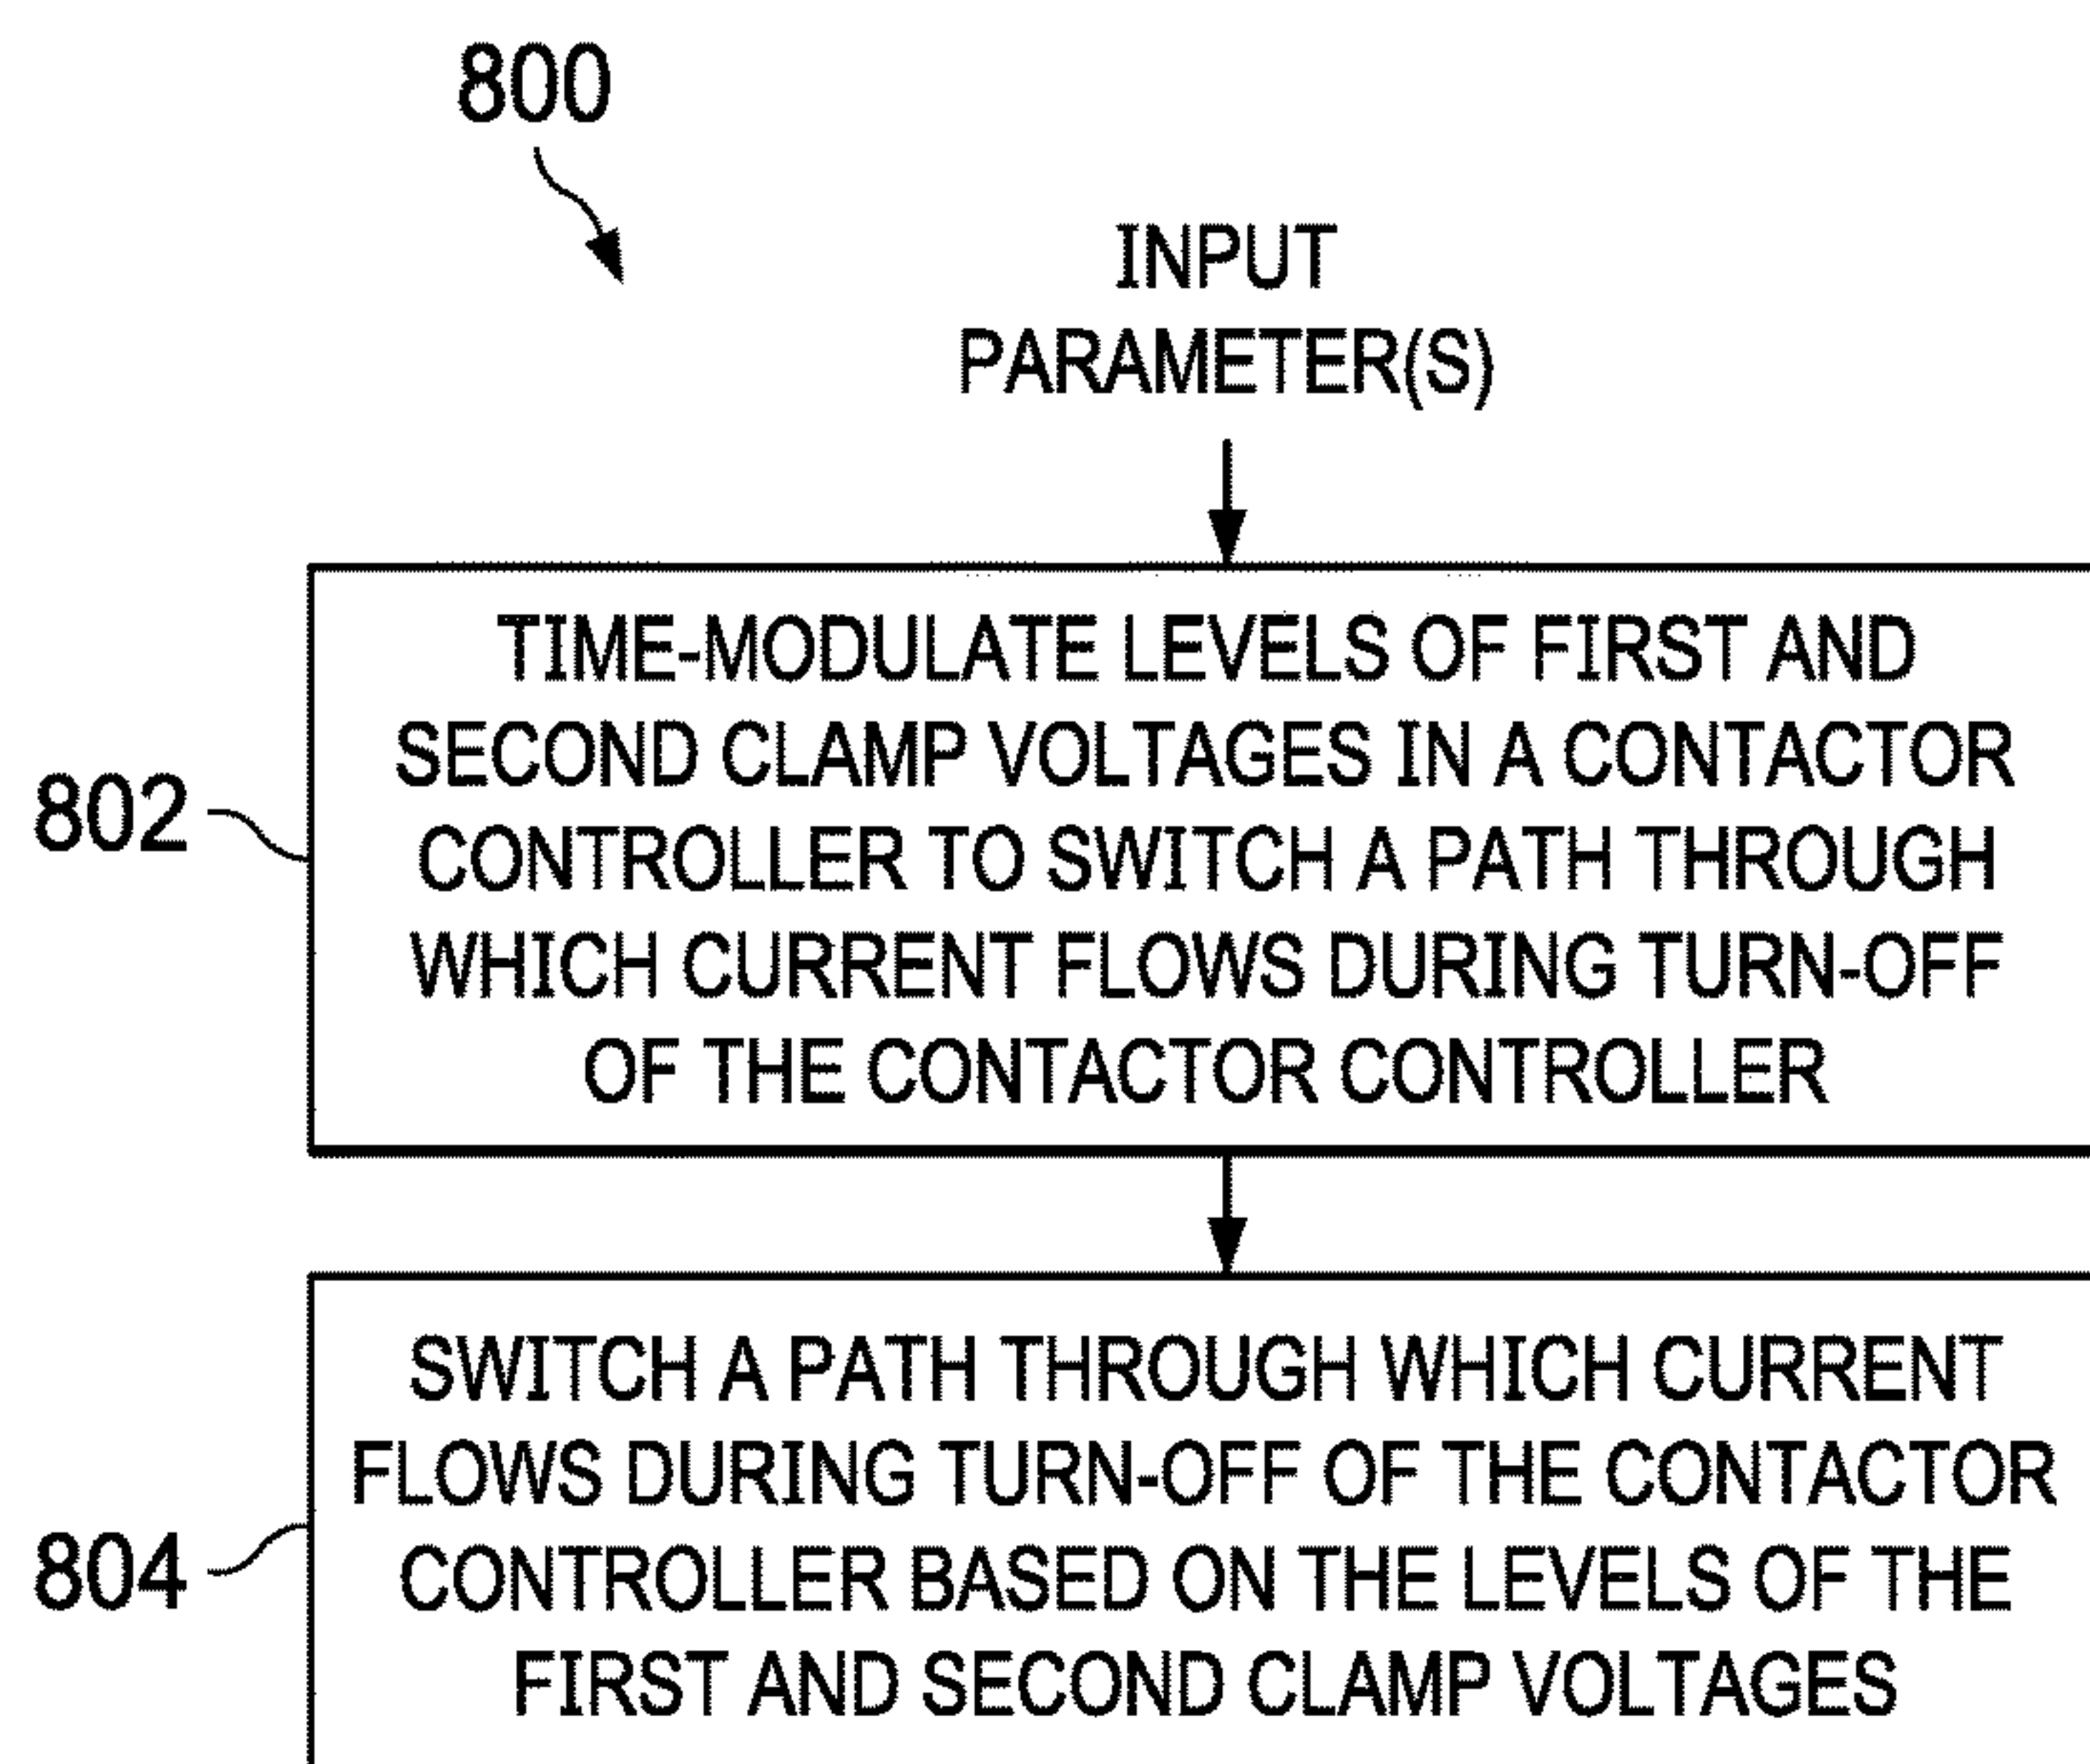 800
INPUT
PARAMETER(S)
TIME-MODULATE LEVELS OF FIRST AND
SECOND CLAMP VOLTAGES IN A CONTACTOR
CONTROLLER TO SWITCH A PATH THROUGH
WHICH CURRENT FLOWS DURING TURN-OFF
OF THE CONTACTOR CONTROLLER
802
SWITCH A PATH THROUGH WHICH CURRENT
FLOWS DURING TURN-OFF OF THE CONTACTOR
CONTROLLER BASED ON THE LEVELS OF THE
FIRST AND SECOND CLAMP VOLTAGES
804